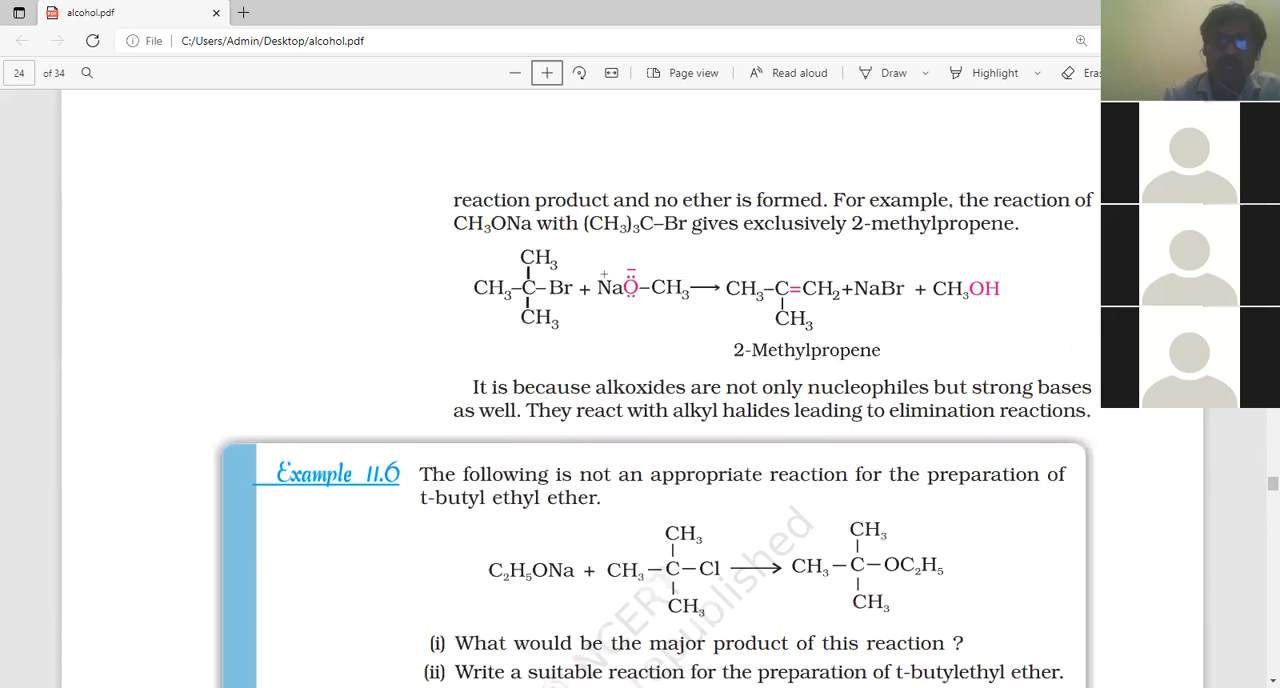 alcohol.pdf
File C:/Users/Admin/Desktop/alcohol.pdf
24 of 34 Page view Read aloud Draw Highlight Eras
reaction product and no ether is formed. For example, the reaction of
CH₃ONa with (CH₃)₃C–Br gives exclusively 2-methylpropene.
CH₃
CH₃–C–Br + Na⁺Ō–CH₃ ⟶ CH₃–C=CH₂+NaBr + CH₃OH
CH₃ CH₃
2-Methylpropene
It is because alkoxides are not only nucleophiles but strong bases
as well. They react with alkyl halides leading to elimination reactions.
Example 11.6 The following is not an appropriate reaction for the preparation of
t-butyl ethyl ether.
CH₃ CH₃
C₂H₅ONa + CH₃–C–Cl ⟶ CH₃–C–OC₂H₅
CH₃ CH₃
(i) What would be the major product of this reaction ?
(ii) Write a suitable reaction for the preparation of t-butylethyl ether.
NCERT
republished